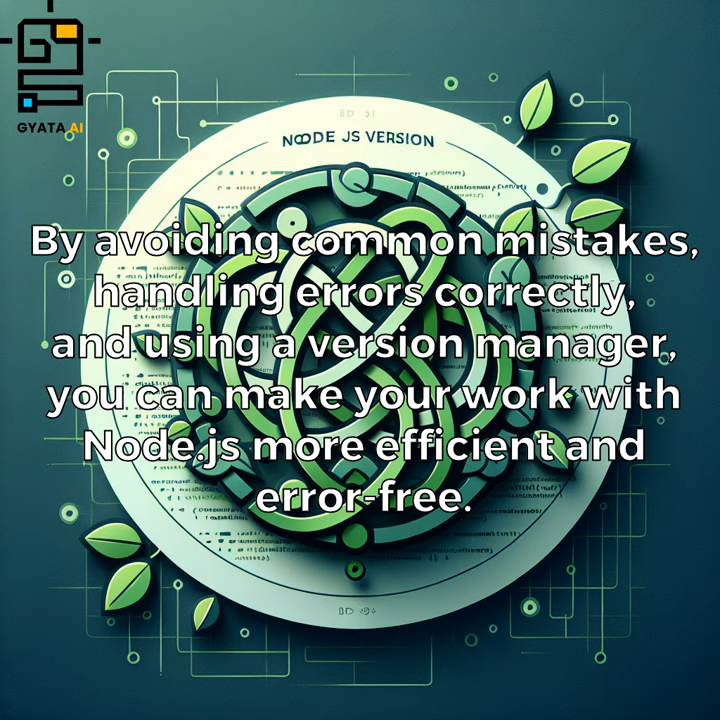 GYATA AI
NODE JS VERSION
By avoiding common mistakes,
handling errors correctly,
and using a version manager,
you can make your work with
Node.js more efficient and
error-free.